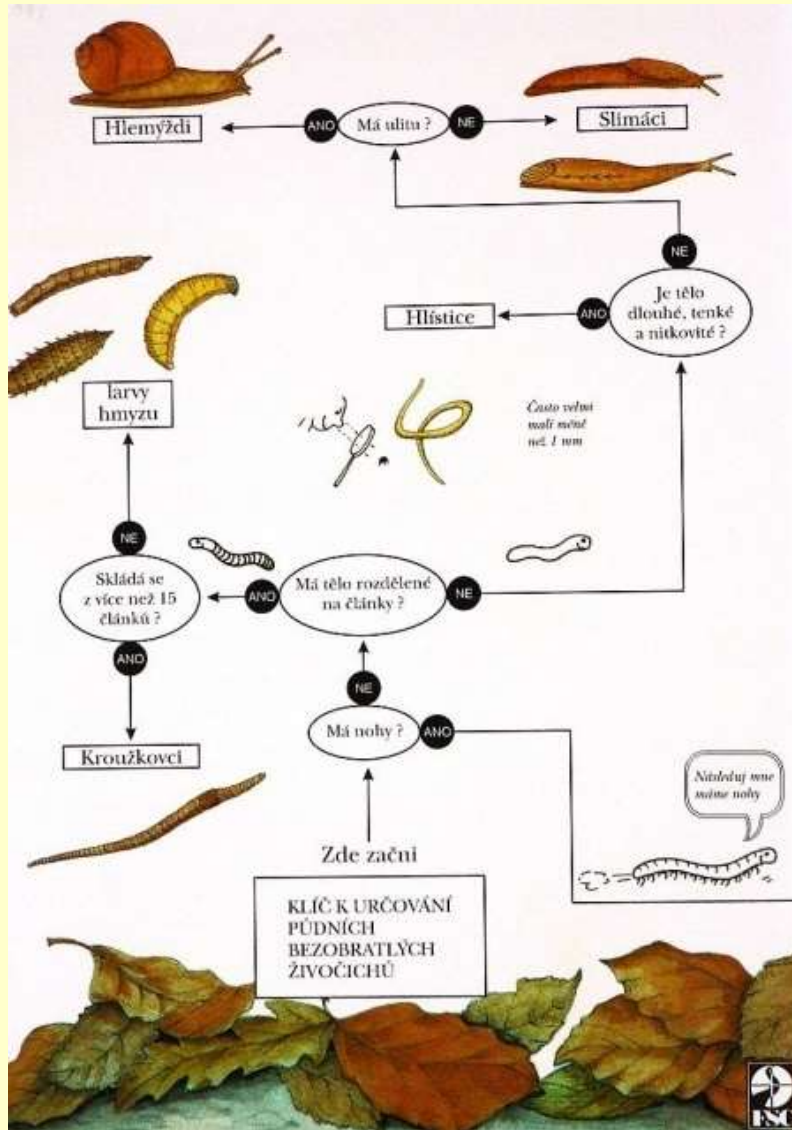 Hlemýždi
ANO
Má ulitu ?
NE
Slimáci
NE
Je tělo
dlouhé, tenké
a nitkovité ?
ANO
Hlístice
larvy
hmyzu
Často velmi
malí méně
než 1 mm
NE
Skládá se
z více než 15
článků ?
ANO
Má tělo rozdělené
na články ?
NE
ANO
NE
Má nohy ?
ANO
Kroužkovci
Následuj mne
máme nohy
Zde začni
KLÍČ K URČOVÁNÍ
PŮDNÍCH
BEZOBRATLÝCH
ŽIVOČICHŮ
FSC